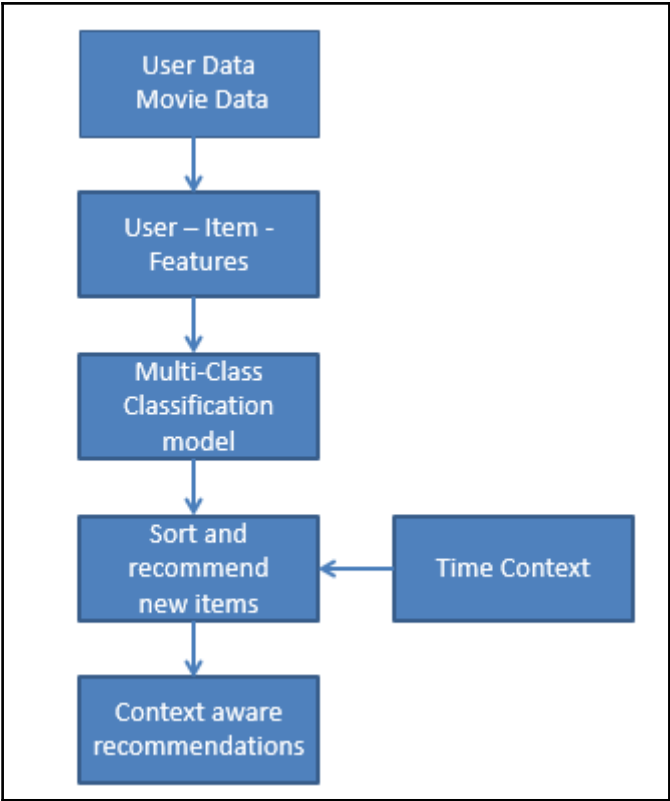 User Data
Movie Data
User – Item -
Features
Multi-Class
Classification
model
Sort and
recommend
new items
Time Context
Context aware
recommendations